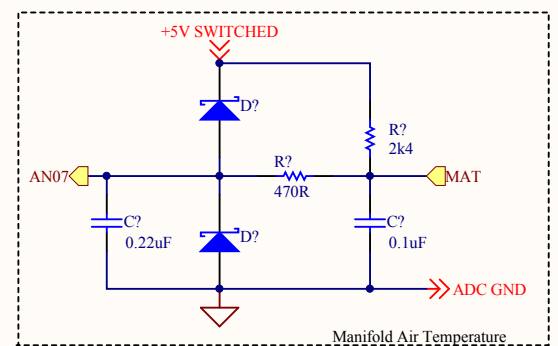 +5V SWITCHED
D?
R?
2k4
R?
470R
AN07
MAT
C?
0.22uF
D?
C?
0.1uF
ADC GND
Manifold Air Temperature